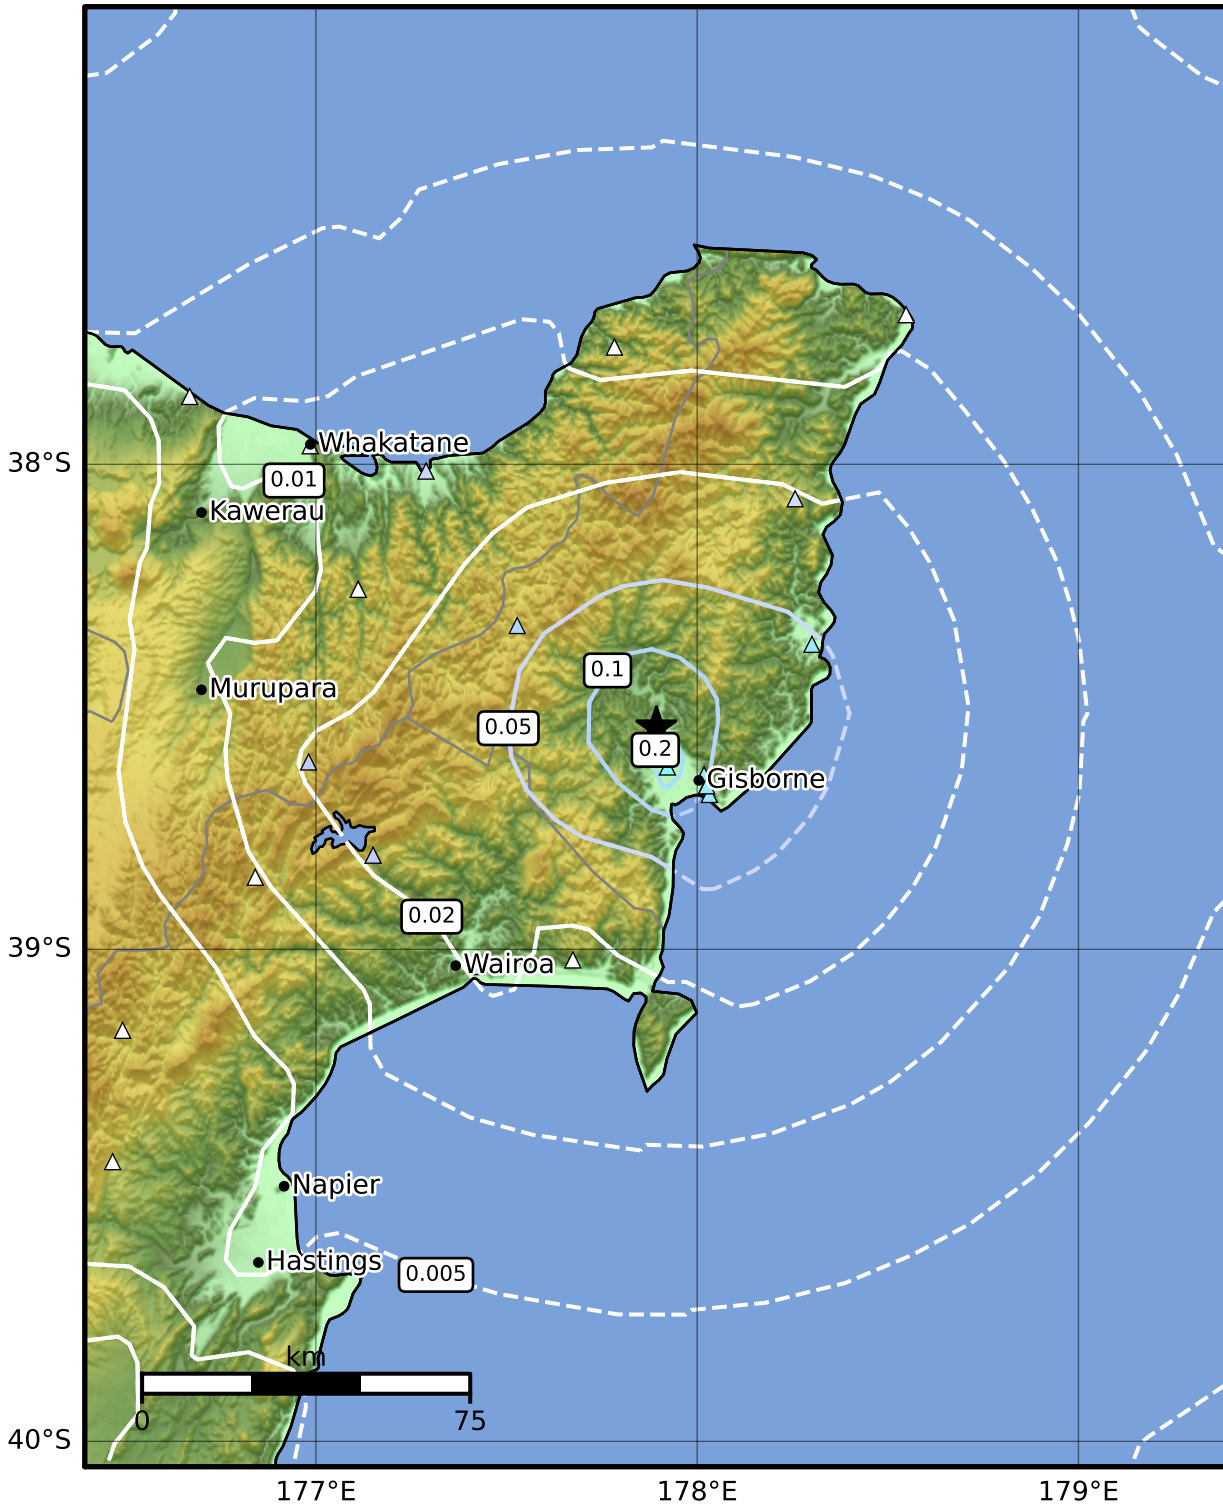 Whakatane
38°S
0.01
Kawerau
0.1
Murupara
0.05
0.2
Gisborne
0.02
39°S
Wairoa
Napier
Hastings
0.005
km
0
75
40°S
177°E
178°E
179°E